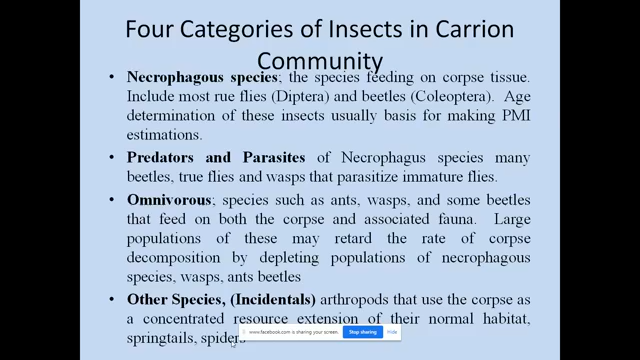 Four Categories of Insects in Carrion
Community
• Necrophagous species; the species feeding on corpse tissue.
Include most rue flies (Diptera) and beetles (Coleoptera). Age
determination of these insects usually basis for making PMI
estimations.
• Predators and Parasites of Necrophagus species many
beetles, true flies and wasps that parasitize immature flies.
• Omnivorous; species such as ants, wasps, and some beetles
that feed on both the corpse and associated fauna. Large
populations of these may retard the rate of corpse
decomposition by depleting populations of necrophagous
species, wasps, ants beetles
• Other Species, (Incidentals) arthropods that use the corpse as
a concentrated resource extension of their normal habitat,
springtails, spiders
www.facebook.com is sharing your screen. Stop sharing Hide